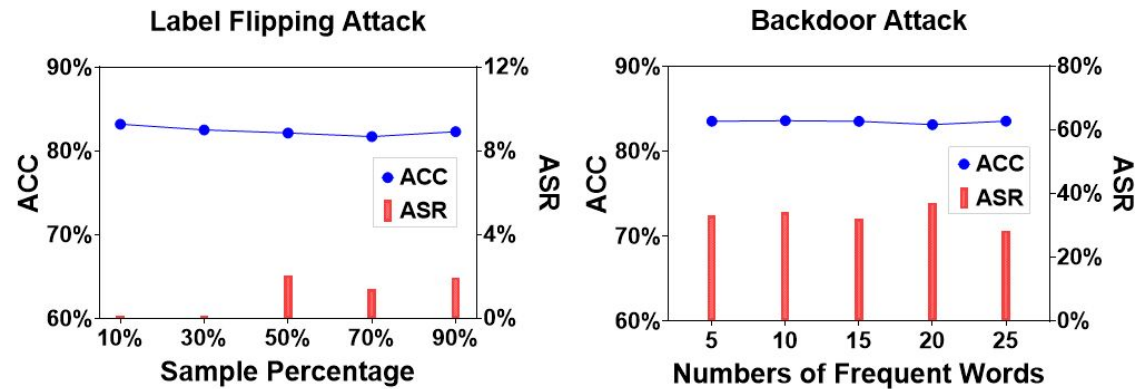 Label Flipping Attack
90%
80%
70%
60%
ACC
12%
8%
4%
0%
ASR
ACC
ASR
10% 30% 50% 70% 90%
Sample Percentage
Backdoor Attack
90%
80%
70%
60%
ACC
80%
60%
40%
20%
0%
ASR
ACC
ASR
5 10 15 20 25
Numbers of Frequent Words